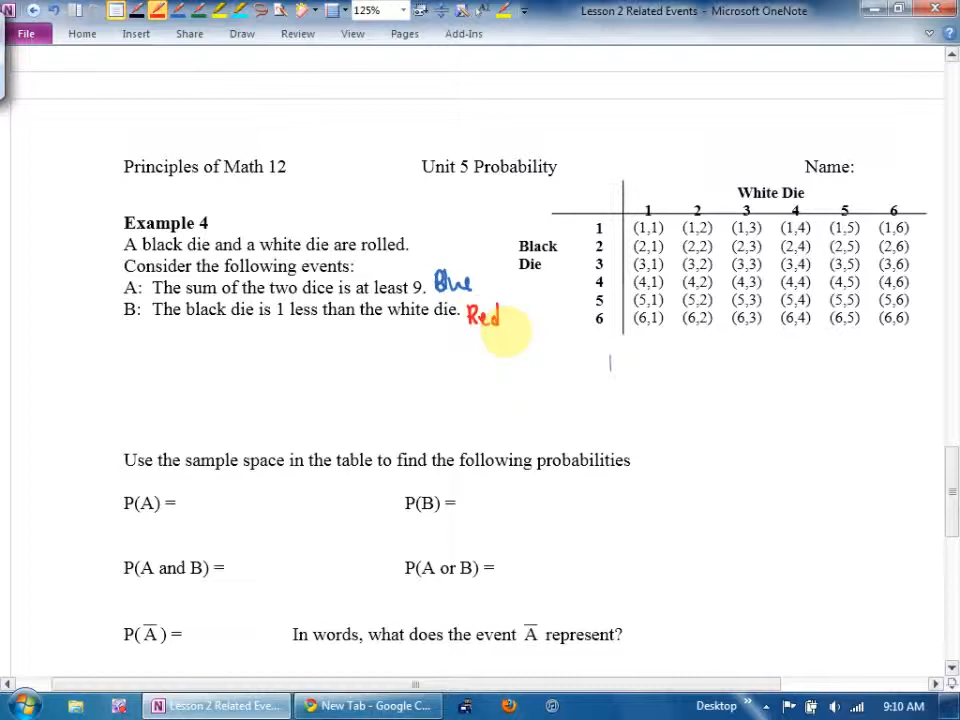 125%
Lesson 2 Related Events - Microsoft OneNote
File Home Insert Share Draw Review View Pages Add-Ins
Principles of Math 12 Unit 5 Probability Name:
White Die
1 2 3 4 5 6
1 (1,1) (1,2) (1,3) (1,4) (1,5) (1,6)
Black 2 (2,1) (2,2) (2,3) (2,4) (2,5) (2,6)
Die 3 (3,1) (3,2) (3,3) (3,4) (3,5) (3,6)
4 (4,1) (4,2) (4,3) (4,4) (4,5) (4,6)
5 (5,1) (5,2) (5,3) (5,4) (5,5) (5,6)
6 (6,1) (6,2) (6,3) (6,4) (6,5) (6,6)
Example 4
A black die and a white die are rolled.
Consider the following events:
A: The sum of the two dice is at least 9. Blue
B: The black die is 1 less than the white die. Red
Use the sample space in the table to find the following probabilities
P(A) = P(B) =
P(A and B) = P(A or B) =
P(A̅) = In words, what does the event A̅ represent?
Lesson 2 Related Eve... New Tab - Google C... Desktop 9:10 AM